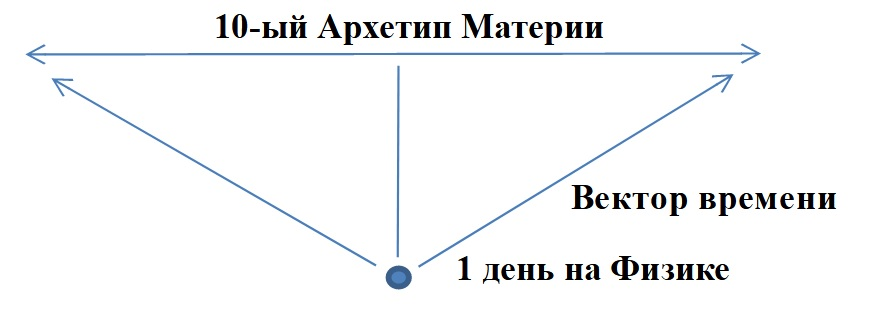 10-ый Архетип Материи
Вектор времени
1 день на Физике